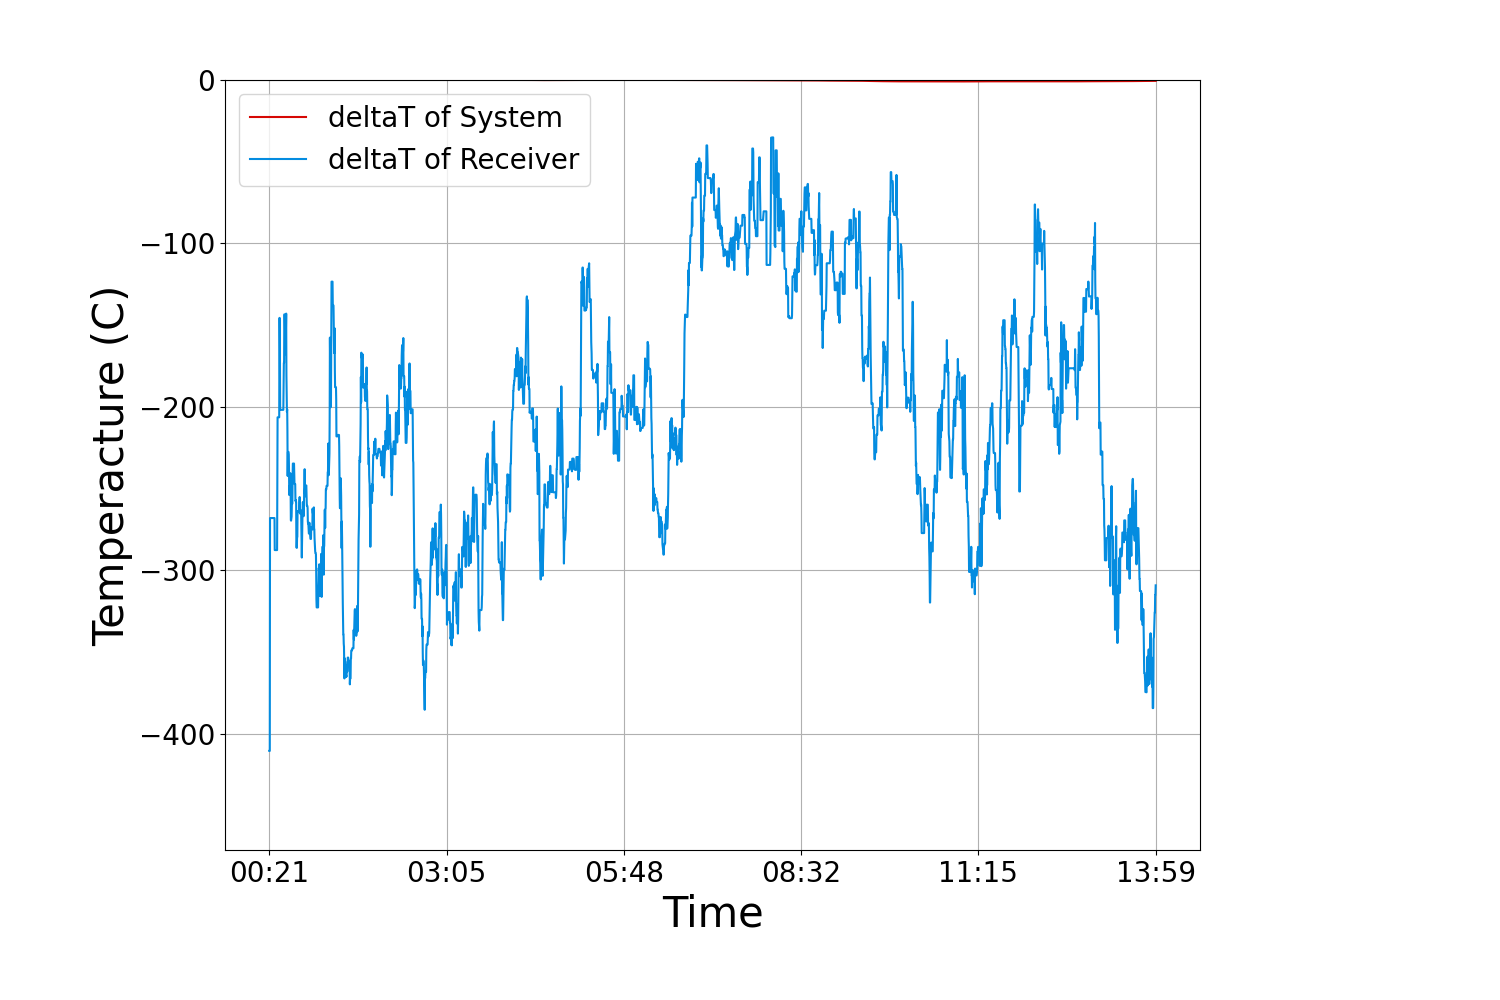 deltaT of System
deltaT of Receiver
0
−100
−200
−300
−400
Temperacture (C)
00:21 03:05 05:48 08:32 11:15 13:59
Time